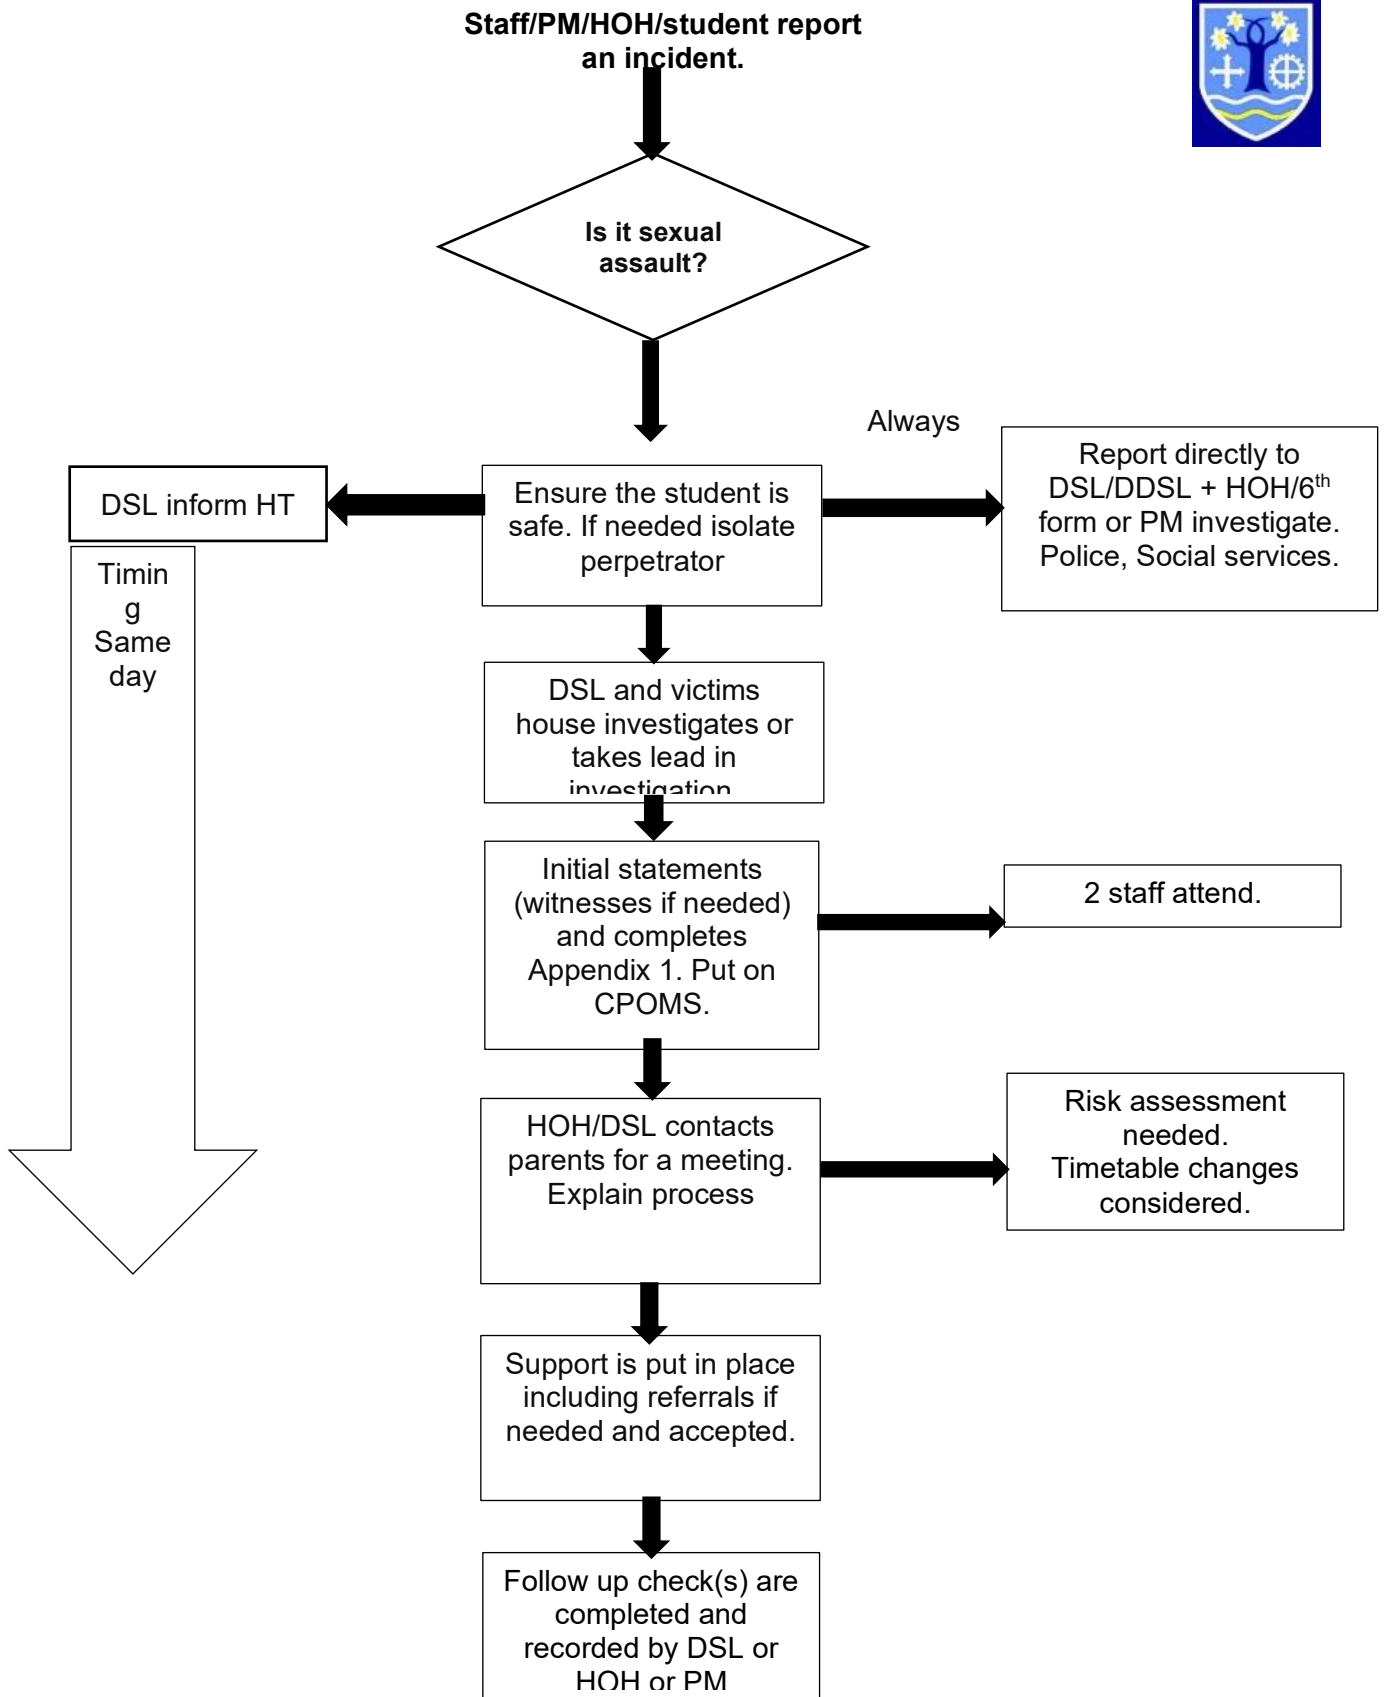 Staff/PM/HOH/student report
an incident.
Is it sexual
assault?
Always
Report directly to
DSL/DDSL + HOH/6th
form or PM investigate.
Police, Social services.
DSL inform HT
Ensure the student is
safe. If needed isolate
perpetrator
Timin
g
Same
day
DSL and victims
house investigates or
takes lead in
investigation
Initial statements
(witnesses if needed)
and completes
Appendix 1. Put on
CPOMS.
2 staff attend.
HOH/DSL contacts
parents for a meeting.
Explain process
Risk assessment
needed.
Timetable changes
considered.
Support is put in place
including referrals if
needed and accepted.
Follow up check(s) are
completed and
recorded by DSL or
HOH or PM